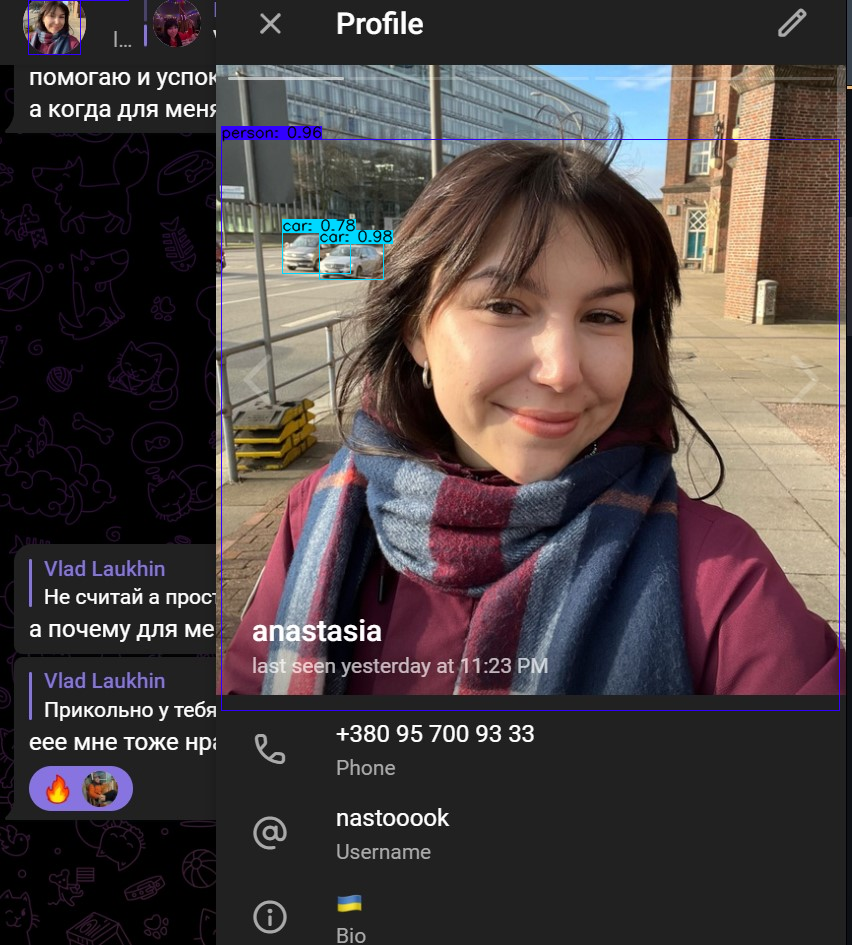 l...
помогаю и успок
а когда для меня
Vlad Laukhin
Не считай а прост
а почему для ме
Vlad Laukhin
Прикольно у тебя
еее мне тоже нра
Profile
person: 0.96
car: 0.78
car: 0.98
anastasia
last seen yesterday at 11:23 PM
+380 95 700 93 33
Phone
nastooook
Username
Bio